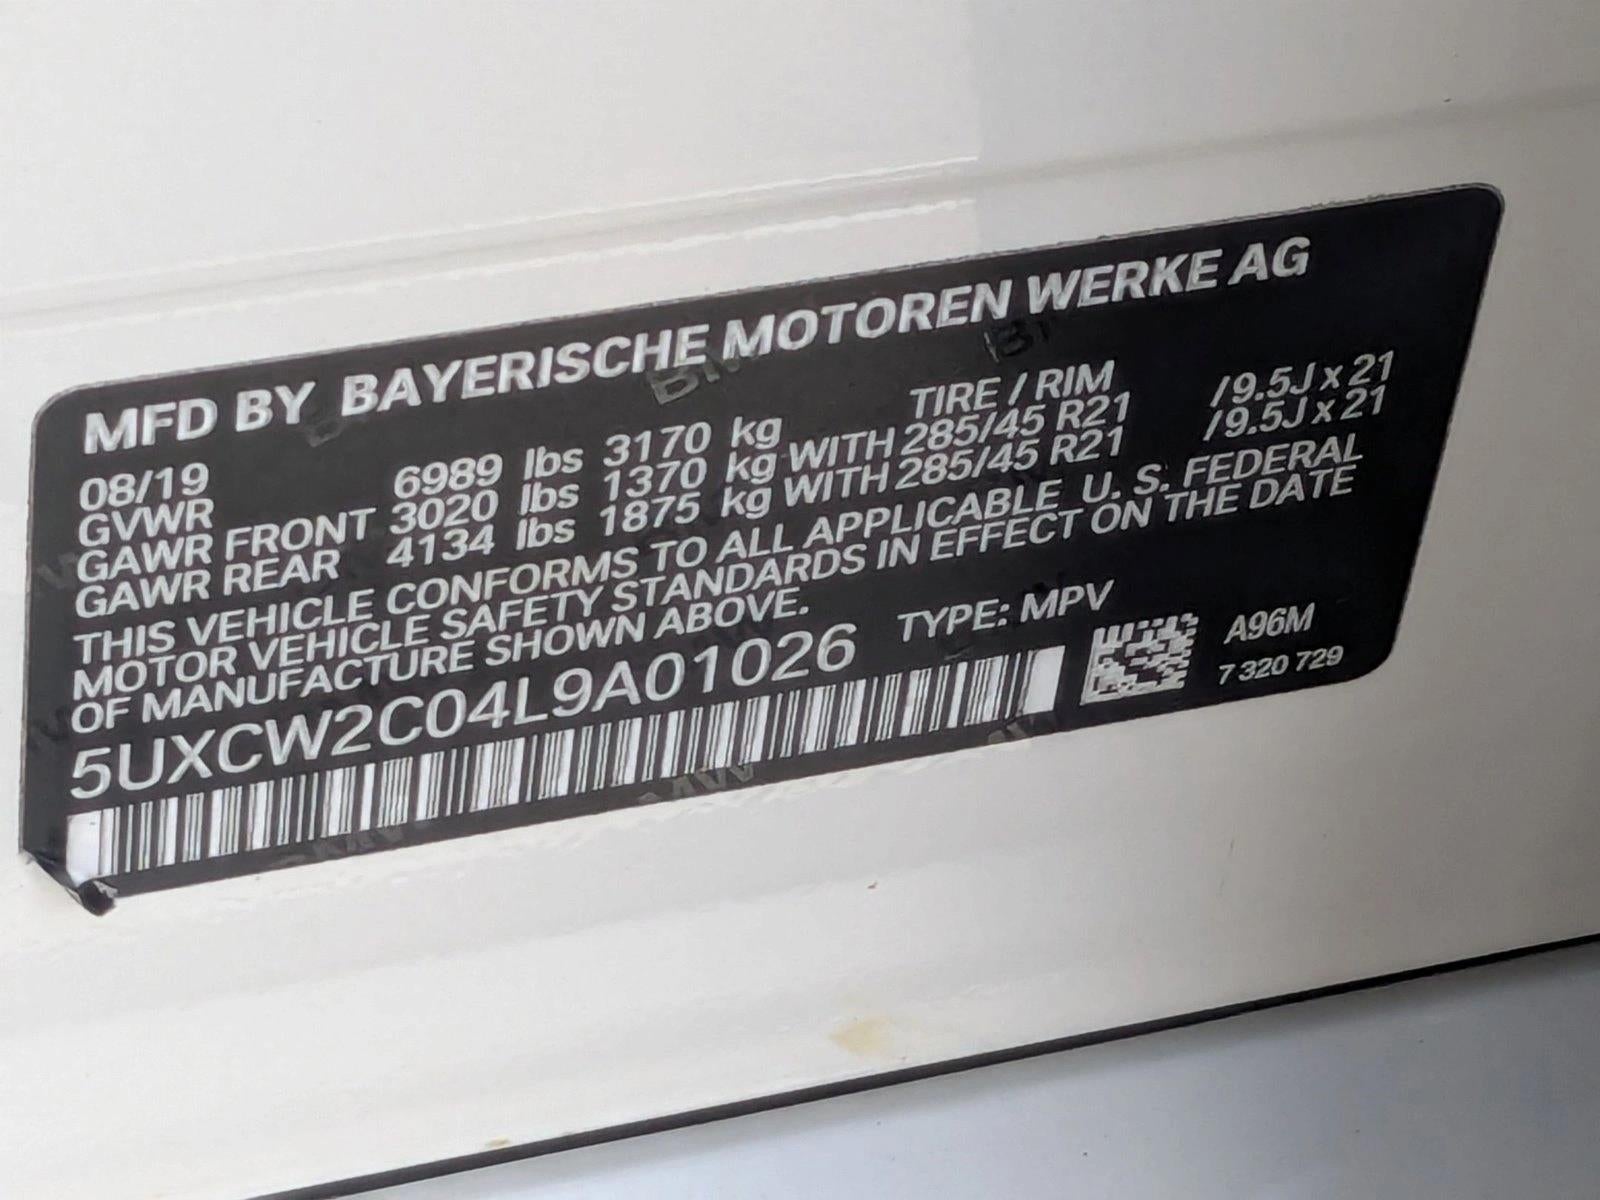 MFD BY BAYERISCHE MOTOREN WERKE AG
08/19 TIRE / RIM
GVWR 6989 lbs 3170 kg
GAWR FRONT 3020 lbs 1370 kg WITH 285/45 R21 /9.5J x 21
GAWR REAR 4134 lbs 1875 kg WITH 285/45 R21 /9.5J x 21
THIS VEHICLE CONFORMS TO ALL APPLICABLE U. S. FEDERAL
MOTOR VEHICLE SAFETY STANDARDS IN EFFECT ON THE DATE
OF MANUFACTURE SHOWN ABOVE.
TYPE: MPV
5UXCW2C04L9A01026
A96M
7 320 729